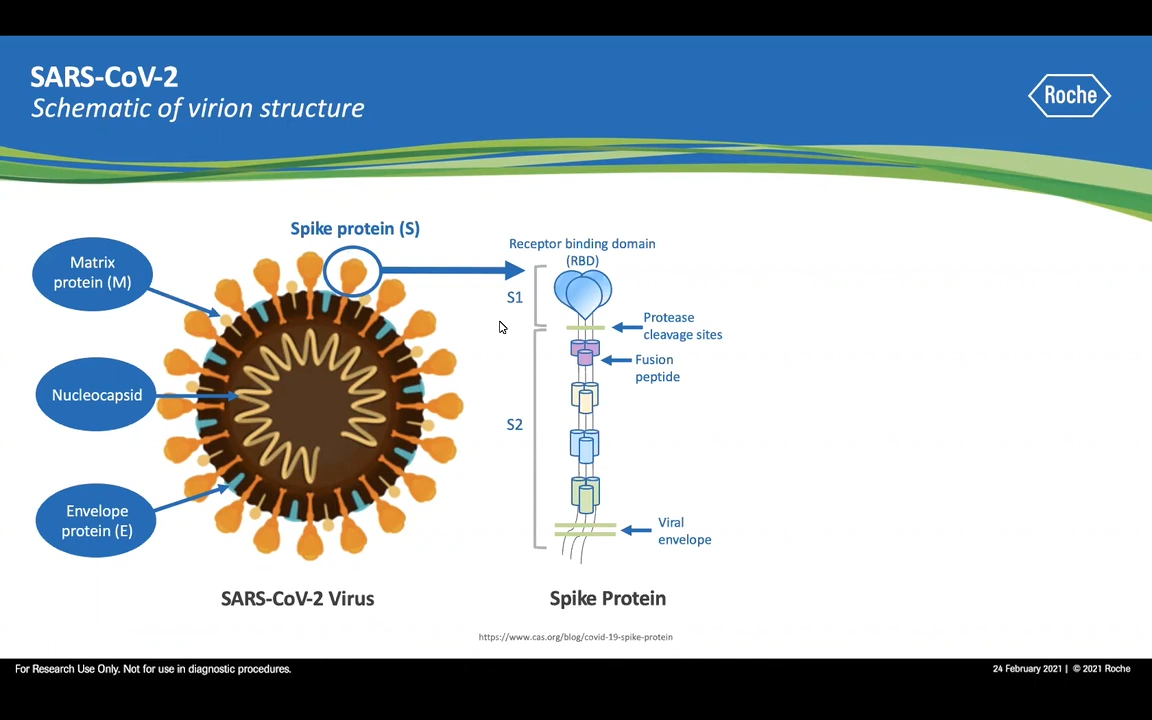 SARS-CoV-2
Schematic of virion structure
Roche
Spike protein (S)
Matrix
protein (M)
Nucleocapsid
Envelope
protein (E)
SARS-CoV-2 Virus
Receptor binding domain
(RBD)
S1
Protease
cleavage sites
Fusion
peptide
S2
Viral
envelope
Spike Protein
https://www.cas.org/blog/covid-19-spike-protein
For Research Use Only. Not for use in diagnostic procedures.
24 February 2021 | © 2021 Roche